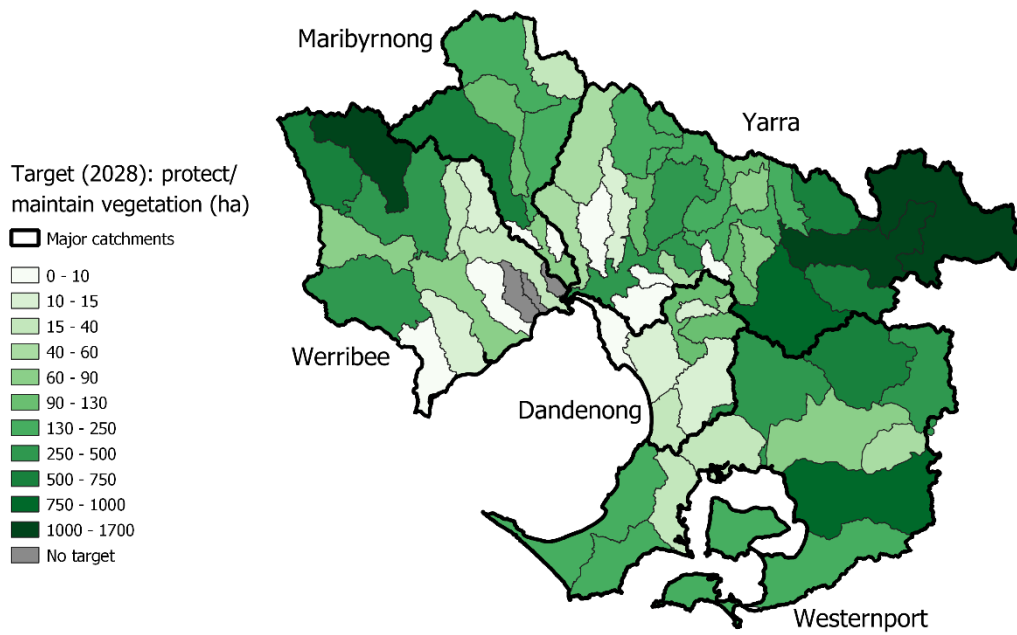 Maribyrnong
Yarra
Target (2028): protect/
maintain vegetation (ha)
Major catchments
0 - 10
10 - 15
15 - 40
40 - 60
60 - 90
90 - 130
130 - 250
250 - 500
500 - 750
750 - 1000
1000 - 1700
No target
Werribee
Dandenong
Westernport